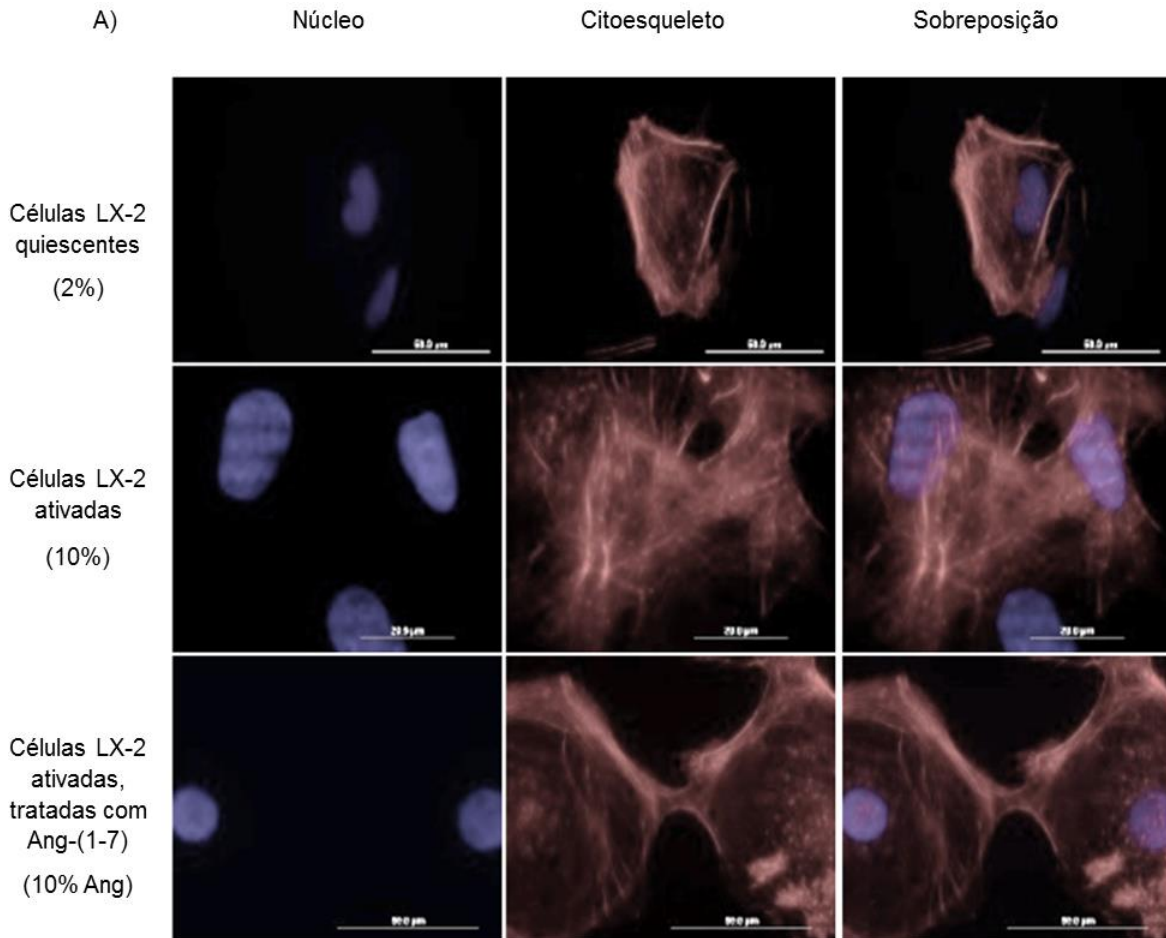 A)
Núcleo
Citoesqueleto
Sobreposição
Células LX-2
quiescentes
(2%)
Células LX-2
ativadas
(10%)
Células LX-2
ativadas,
tratadas com
Ang-(1-7)
(10% Ang)